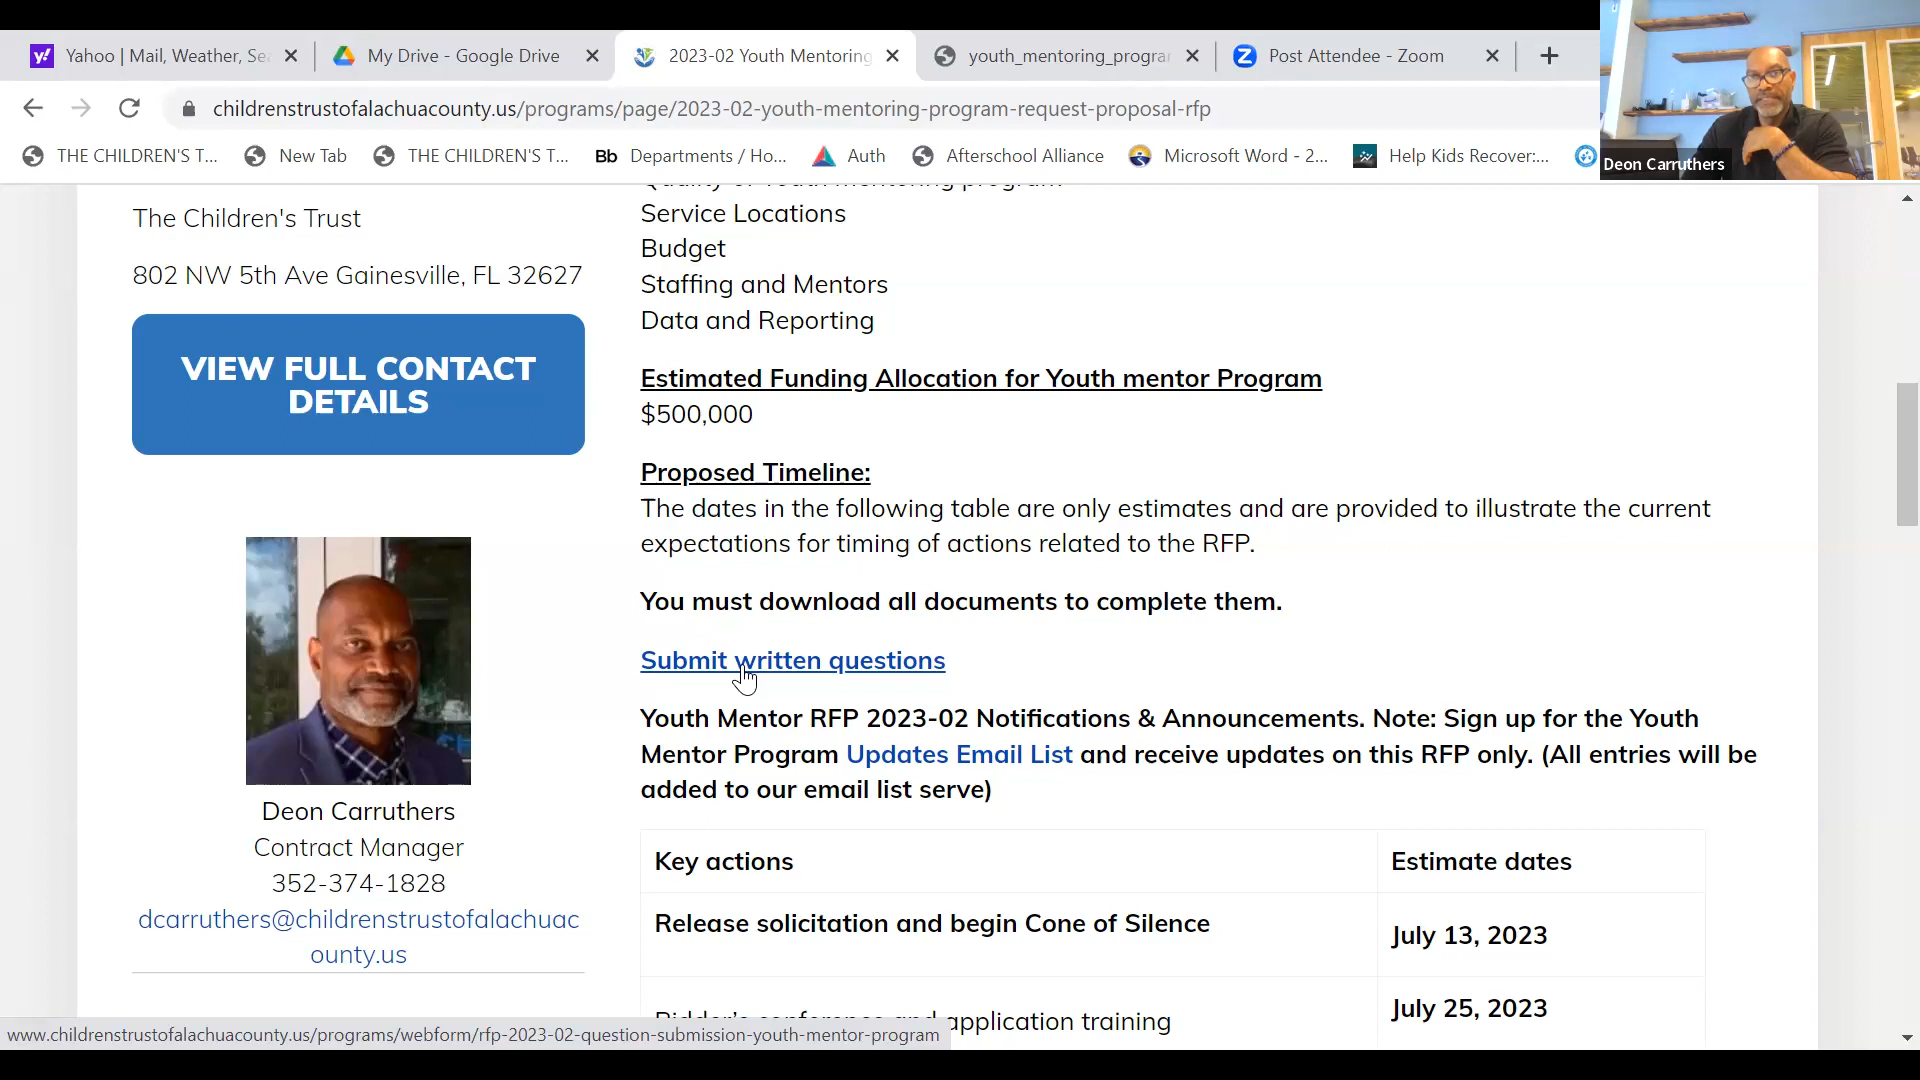 Yahoo | Mail, Weather, Se
My Drive - Google Drive
2023-02 Youth Mentoring
youth_mentoring_progra
Post Attendee - Zoom
childrenstrustofalachuacounty.us/programs/page/2023-02-youth-mentoring-program-request-proposal-rfp
THE CHILDREN'S T...
New Tab
THE CHILDREN'S T...
Bb Departments / Ho...
Auth
Afterschool Alliance
Microsoft Word - 2...
Help Kids Recover:...
Deon Carruthers
The Children's Trust
802 NW 5th Ave Gainesville, FL 32627
VIEW FULL CONTACT
DETAILS
Deon Carruthers
Contract Manager
352-374-1828
dcarruthers@childrenstrustofalachuac
ounty.us
Quality of Youth mentoring program
Service Locations
Budget
Staffing and Mentors
Data and Reporting
Estimated Funding Allocation for Youth mentor Program
$500,000
Proposed Timeline:
The dates in the following table are only estimates and are provided to illustrate the current
expectations for timing of actions related to the RFP.
You must download all documents to complete them.
Submit written questions
Youth Mentor RFP 2023-02 Notifications & Announcements. Note: Sign up for the Youth
Mentor Program Updates Email List and receive updates on this RFP only. (All entries will be
added to our email list serve)
Key actions
Estimate dates
Release solicitation and begin Cone of Silence
July 13, 2023
Bidder's conference and application training
July 25, 2023
www.childrenstrustofalachuacounty.us/programs/webform/rfp-2023-02-question-submission-youth-mentor-program